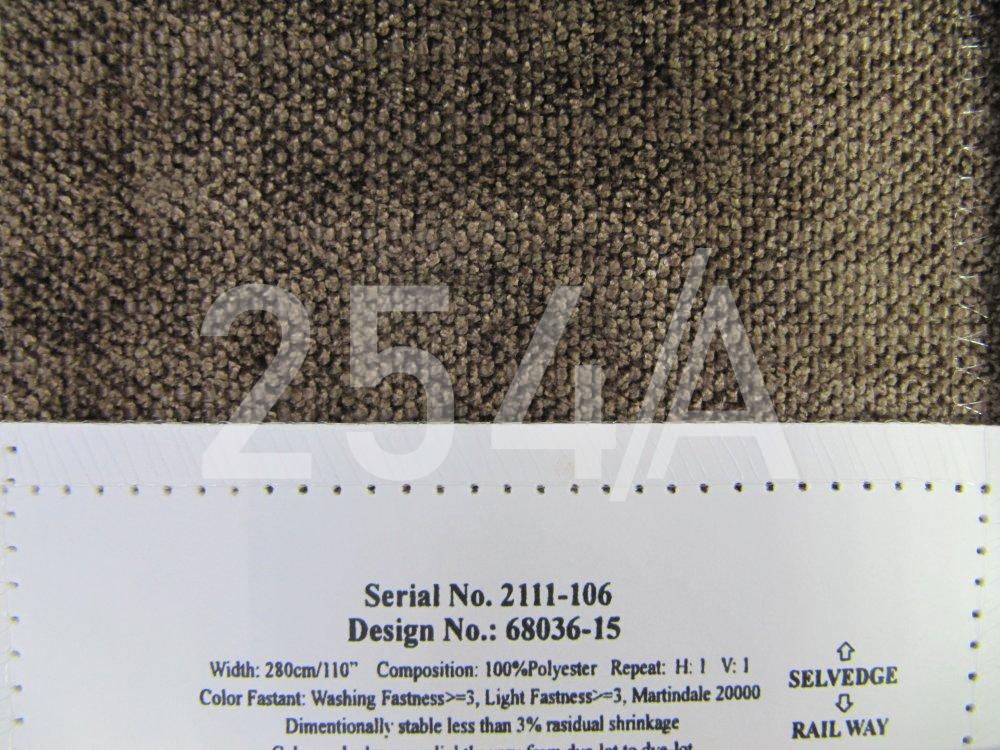 254/A
Serial No. 2111-106
Design No.: 68036-15
Width: 280cm/110" Composition: 100%Polyester Repeat: H: 1 V: 1
Color Fastant: Washing Fastness>=3, Light Fastness>=3, Martindale 20000
Dimentionally stable less than 3% rasidual shrinkage
SELVEDGE
RAIL WAY